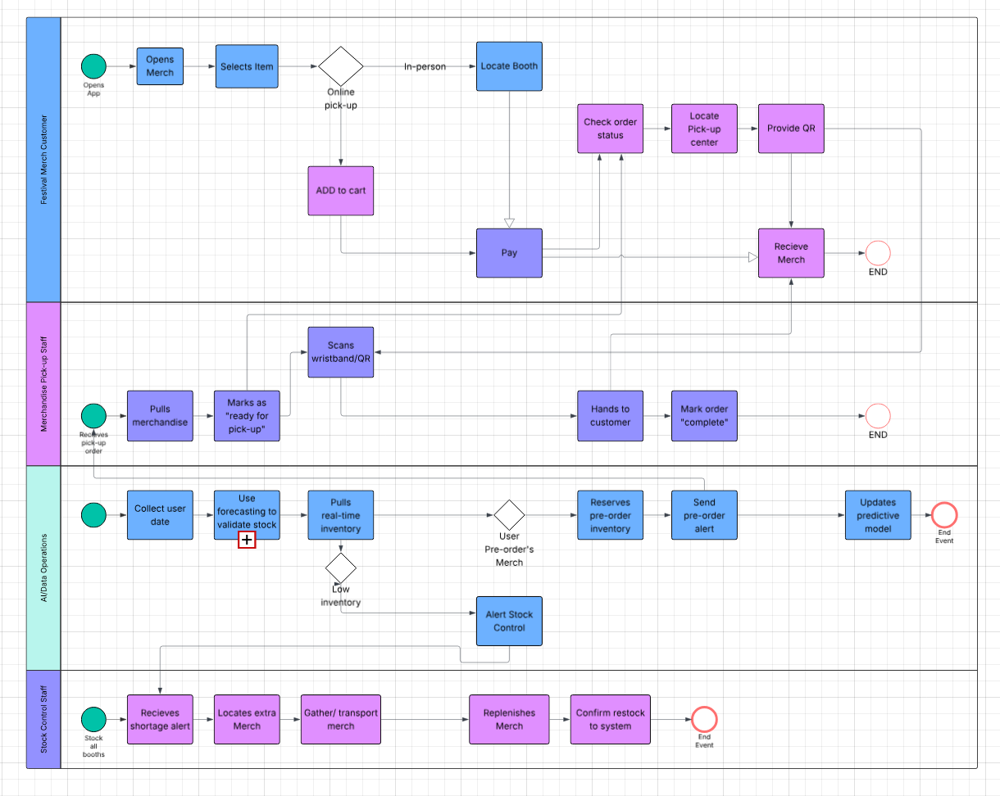 Festival Merch Customer
Opens
App
Opens
Merch
Selects Item
Online
pick-up
In-person
Locate Booth
ADD to cart
Pay
Check order
status
Locate
Pick-up
center
Provide QR
Recieve
Merch
END
Merchandise Pick-up Staff
Recieves
pick-up
order
Pulls
merchandise
Marks as
"ready for
pick-up"
Scans
wristband/QR
Hands to
customer
Mark order
"complete"
END
AI/Data Operations
Collect user
date
Use
forecasting to
validate stock
Pulls
real-time
inventory
Low
inventory
User
Pre-order's
Merch
Alert Stock
Control
Reserves
pre-order
inventory
Send
pre-order
alert
Updates
predictive
model
End
Event
Stock Control Staff
Stock
all
booths
Recieves
shortage alert
Locates extra
Merch
Gather/ transport
merch
Replenishes
Merch
Confirm restock
to system
End
Event